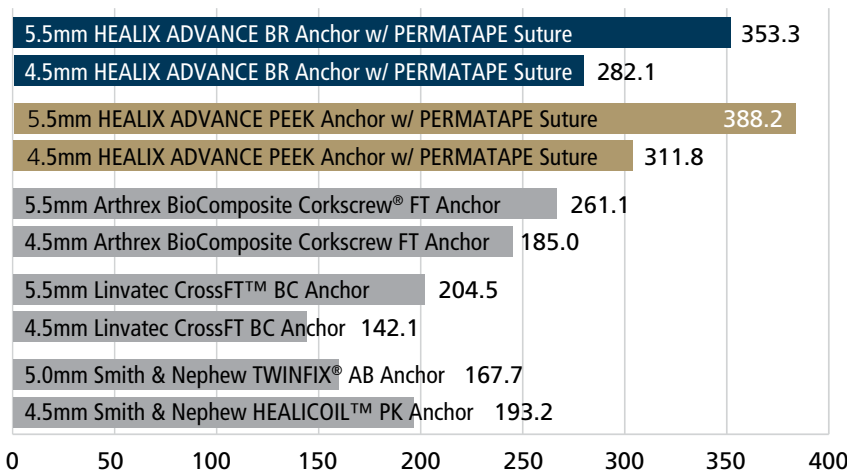 5.5mm HEALIX ADVANCE BR Anchor w/ PERMATAPE Suture 353.3
4.5mm HEALIX ADVANCE BR Anchor w/ PERMATAPE Suture 282.1
5.5mm HEALIX ADVANCE PEEK Anchor w/ PERMATAPE Suture 388.2
4.5mm HEALIX ADVANCE PEEK Anchor w/ PERMATAPE Suture 311.8
5.5mm Arthrex BioComposite Corkscrew® FT Anchor 261.1
4.5mm Arthrex BioComposite Corkscrew FT Anchor 185.0
5.5mm Linvatec CrossFT™ BC Anchor 204.5
4.5mm Linvatec CrossFT BC Anchor 142.1
5.0mm Smith & Nephew TWINFIX® AB Anchor 167.7
4.5mm Smith & Nephew HEALICOIL™ PK Anchor 193.2
0 50 100 150 200 250 300 350 400